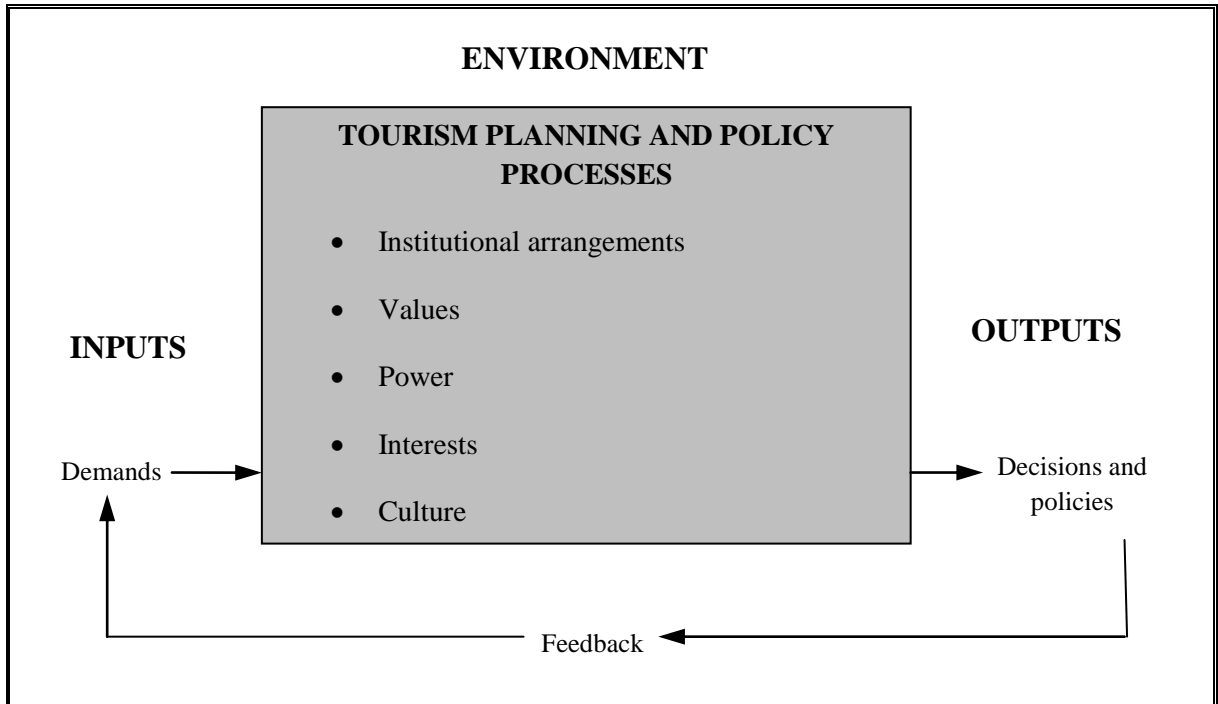 ENVIRONMENT
TOURISM PLANNING AND POLICY
PROCESSES
• Institutional arrangements
• Values
• Power
• Interests
• Culture
INPUTS
Demands
OUTPUTS
Decisions and
policies
Feedback